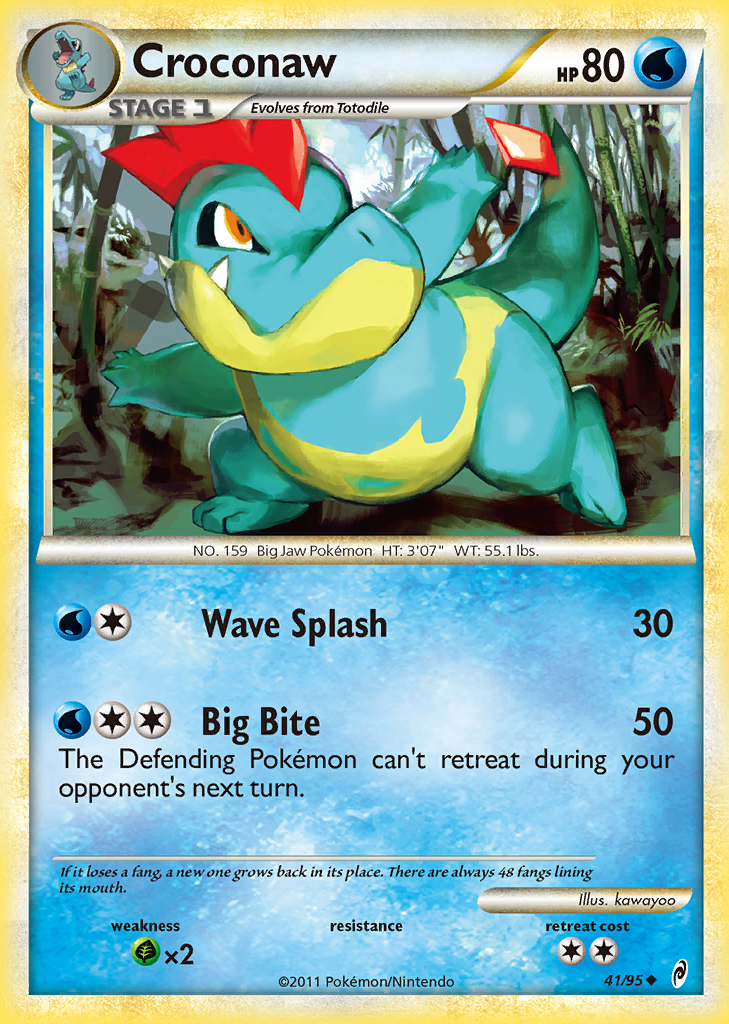 Croconaw
HP 80
STAGE 1
Evolves from Totodile
NO. 159 Big Jaw Pokémon HT: 3'07" WT: 55.1 lbs.
Wave Splash 30
Big Bite 50
The Defending Pokémon can't retreat during your
opponent's next turn.
If it loses a fang, a new one grows back in its place. There are always 48 fangs lining
its mouth.
Illus. kawayoo
weakness resistance retreat cost
×2
©2011 Pokémon/Nintendo
41/95